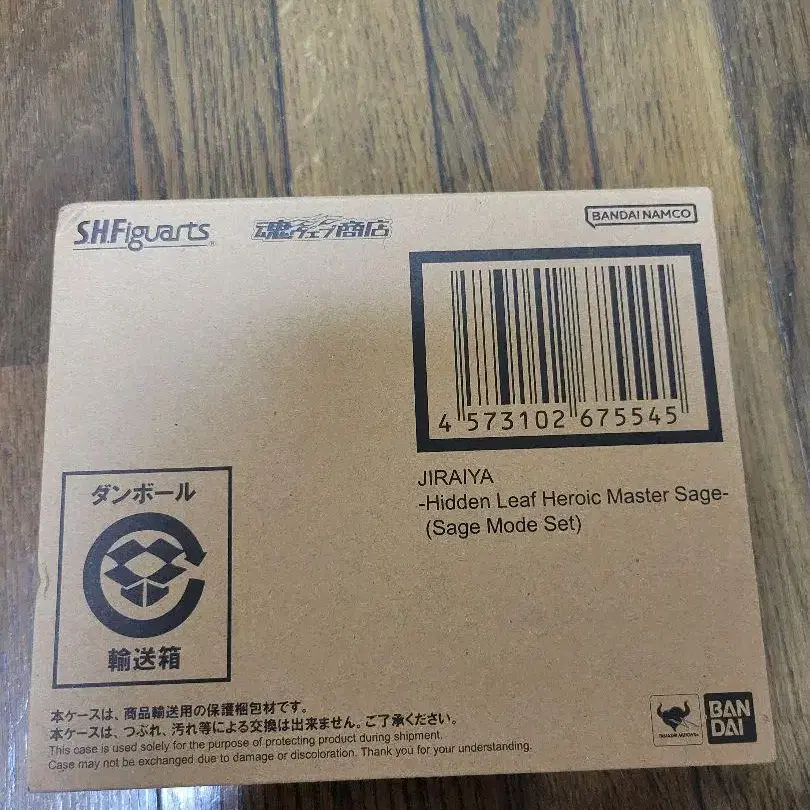 S.H.Figuarts
魂ウェブ商店
BANDAI NAMCO
4 573102 675545
JIRAIYA
-Hidden Leaf Heroic Master Sage-
(Sage Mode Set)
ダンボール
輸送箱
本ケースは、商品輸送用の保護梱包材です。
本ケースは、つぶれ、汚れ等による交換は出来ません。ご了承ください。
This case is used solely for the purpose of protecting product during shipment.
Case may not be exchanged due to damage or discoloration. Thank you for your understanding.
BAN
DAI